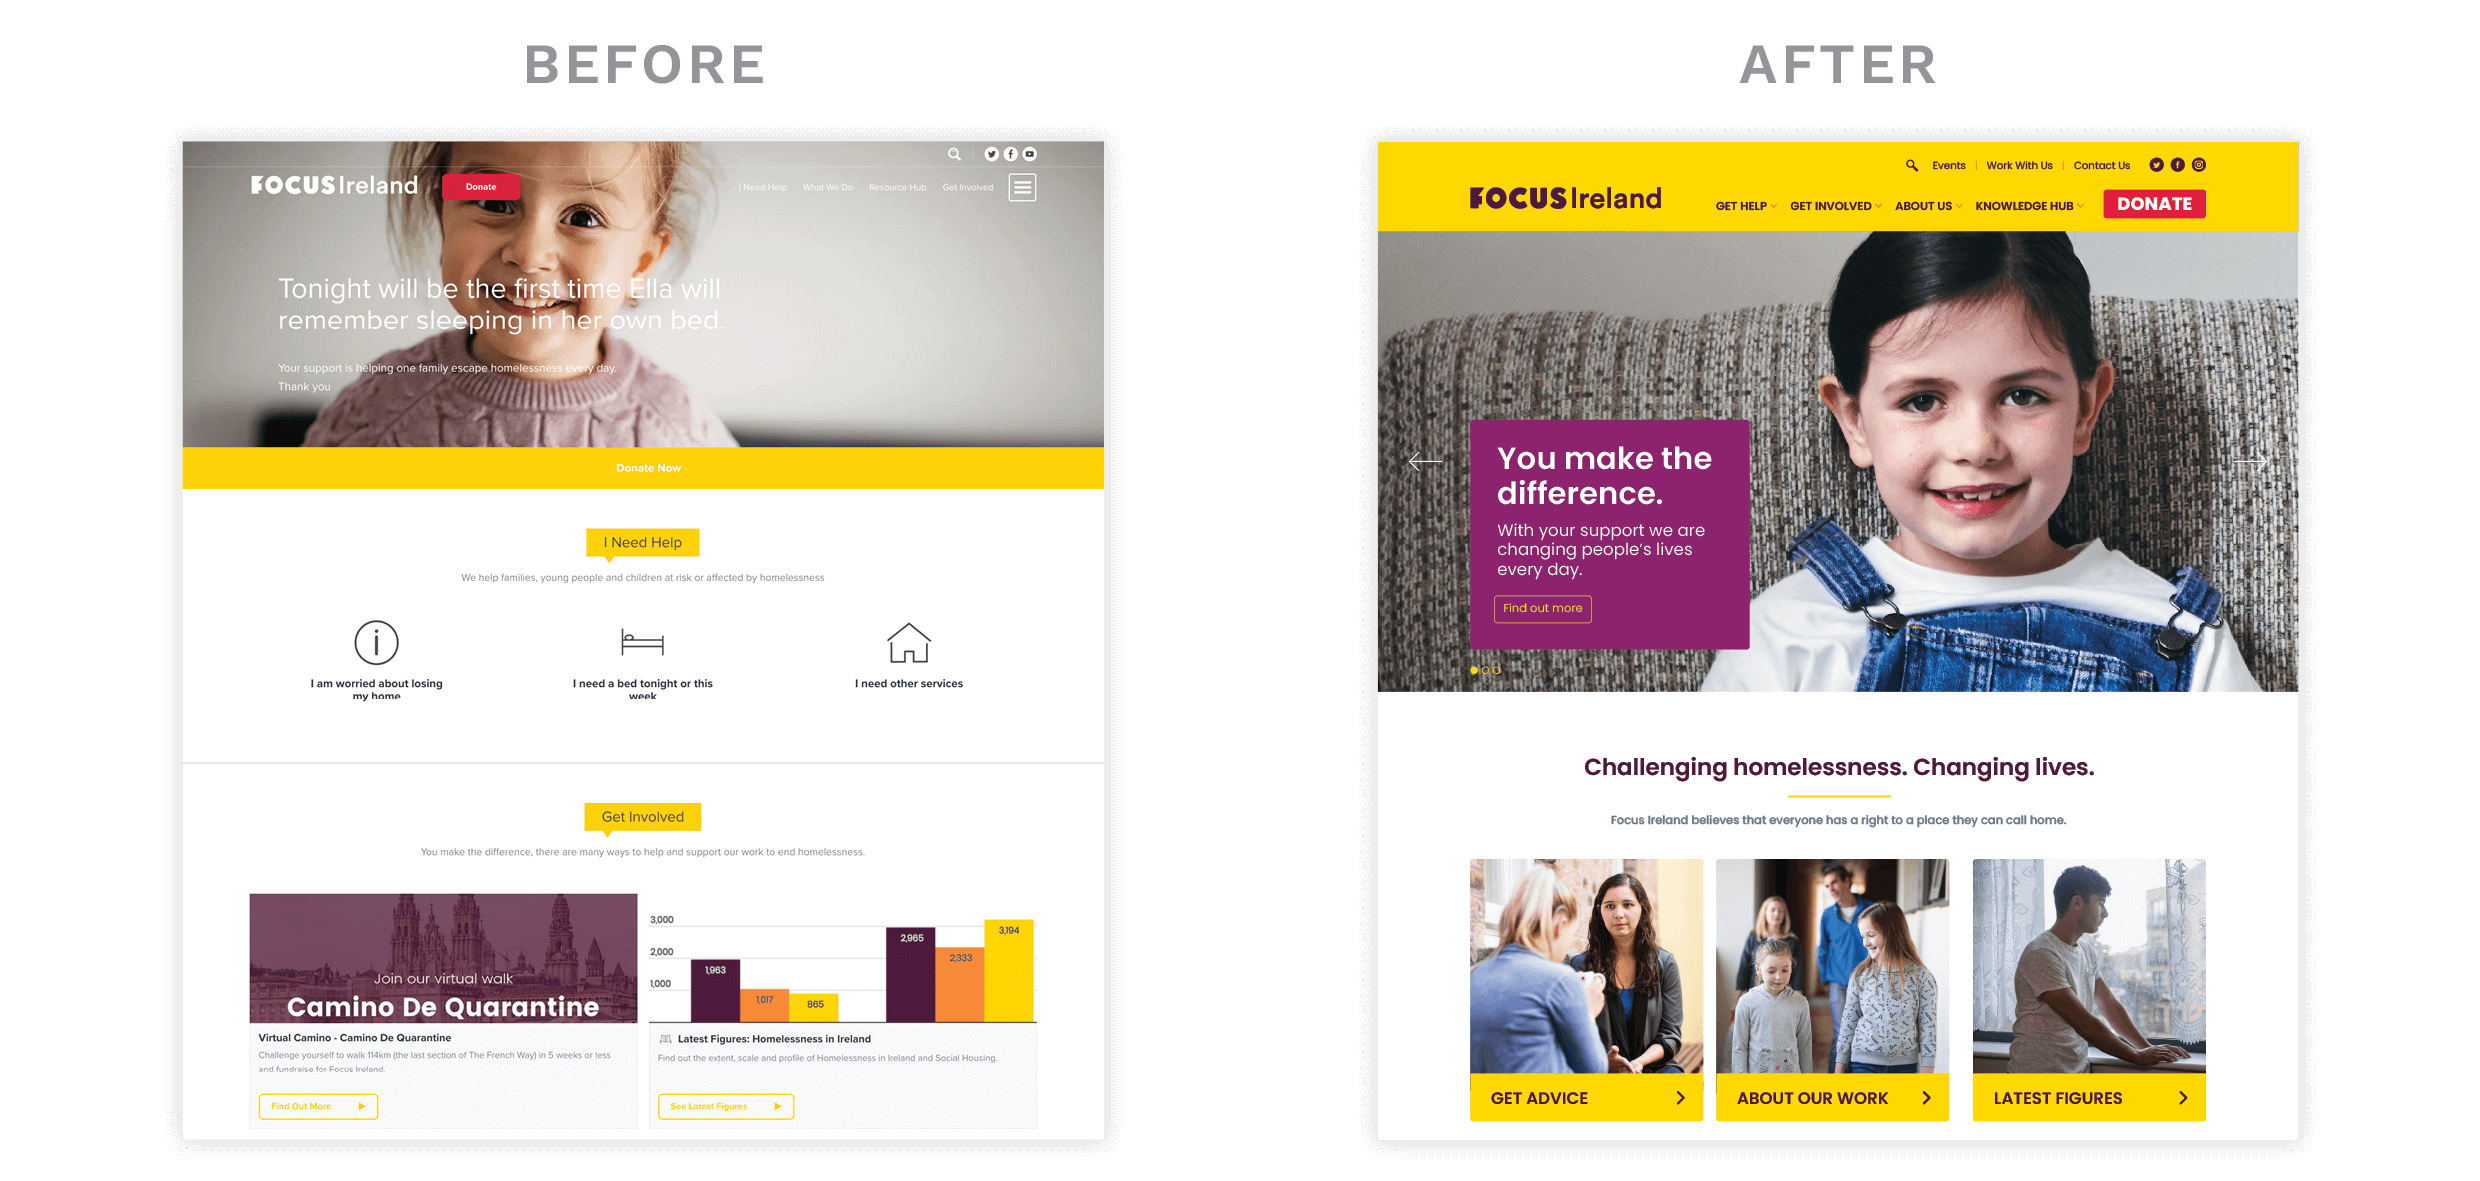 BEFORE
FOCUS Ireland
Donate
I Need Help
What We Do
Resource Hub
Get Involved
Tonight will be the first time Ella will
remember sleeping in her own bed.
Your support is helping one family escape homelessness every day.
Thank you
Donate Now
I Need Help
We help families, young people and children at risk or affected by homelessness
I am worried about losing
my home
I need a bed tonight or this
week
I need other services
Get Involved
You make the difference, there are many ways to help and support our work to end homelessness.
Join our virtual walk
Camino De Quarantine
Virtual Camino - Camino De Quarantine
Challenge yourself to walk 114km (the last section of The French Way) in 5 weeks or less
and fundraise for Focus Ireland.
Find Out More
3,000
2,000
1,000
1,963
1,017
865
2,965
2,333
3,194
Latest Figures: Homelessness in Ireland
Find out the extent, scale and profile of Homelessness in Ireland and Social Housing.
See Latest Figures
AFTER
Events | Work With Us | Contact Us
FOCUS Ireland
GET HELP
GET INVOLVED
ABOUT US
KNOWLEDGE HUB
DONATE
You make the
difference.
With your support we are
changing people's lives
every day.
Find out more
Challenging homelessness. Changing lives.
Focus Ireland believes that everyone has a right to a place they can call home.
GET ADVICE
ABOUT OUR WORK
LATEST FIGURES